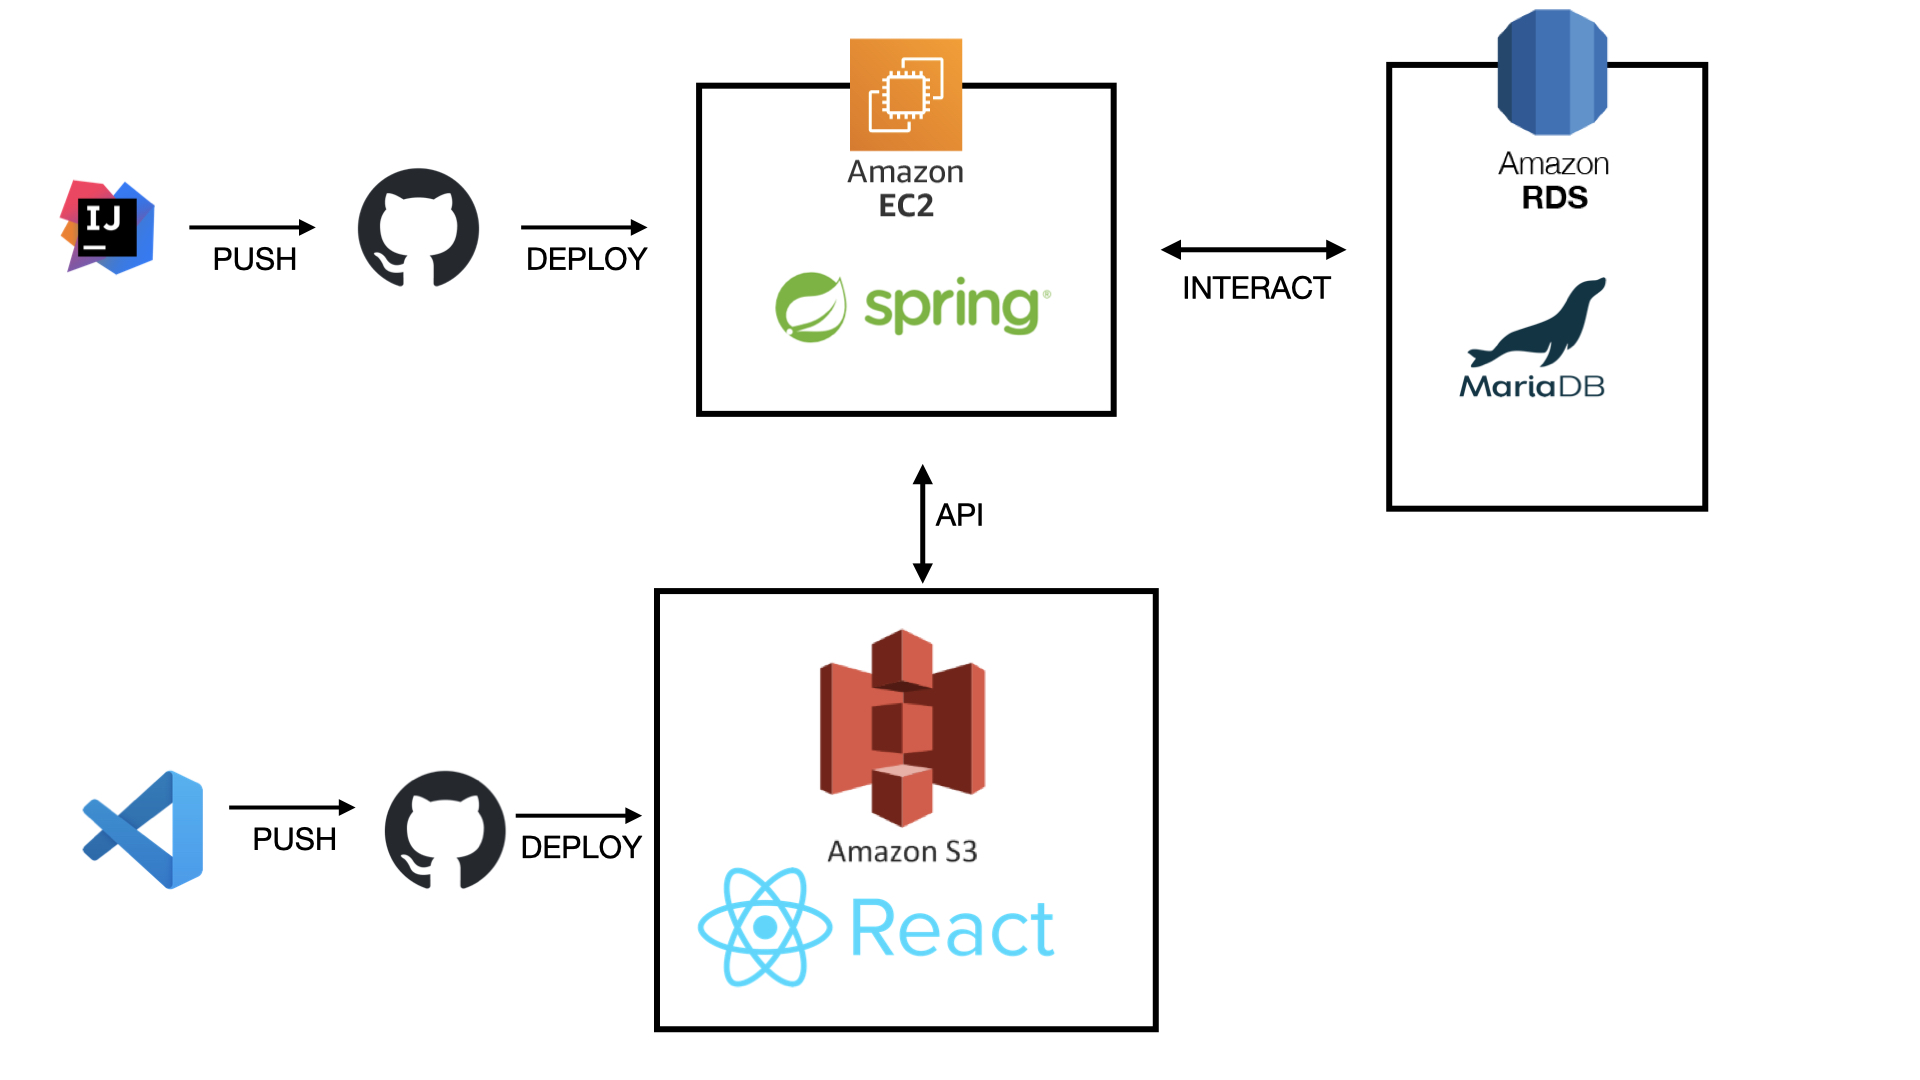 IJ
PUSH
DEPLOY
Amazon
EC2
spring®
INTERACT
Amazon
RDS
MariaDB
API
PUSH
DEPLOY
Amazon S3
React